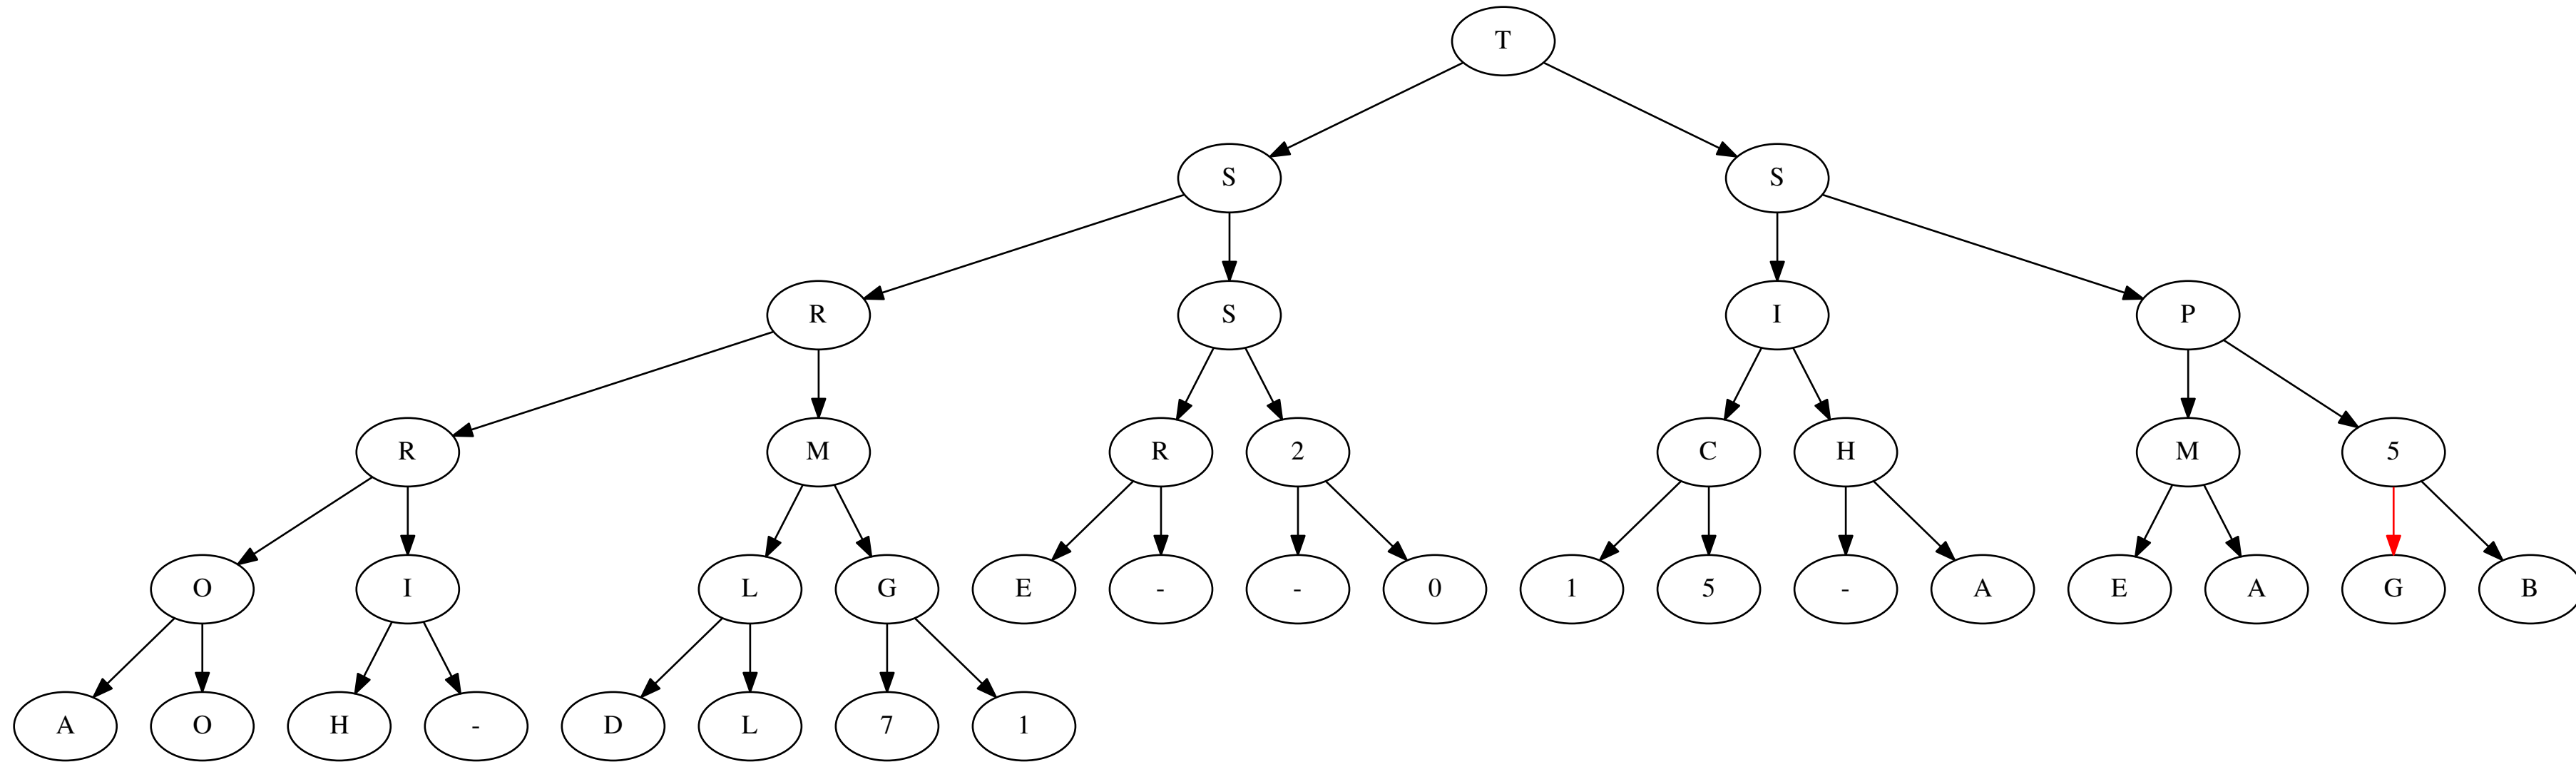 T
S S
R S I P
R M R 2 C H M 5
O I L G E - - 0 1 5 - A E A G B
A O H - D L 7 1